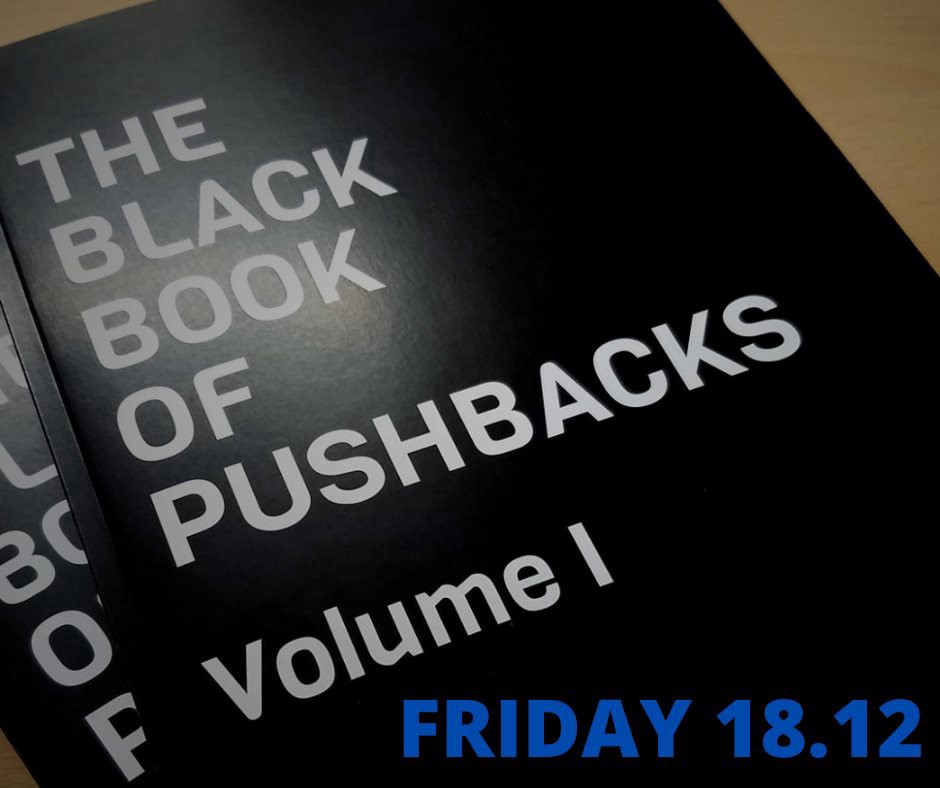 THE
BLACK
BOOK
OF
PUSHBACKS
Volume I
FRIDAY 18.12